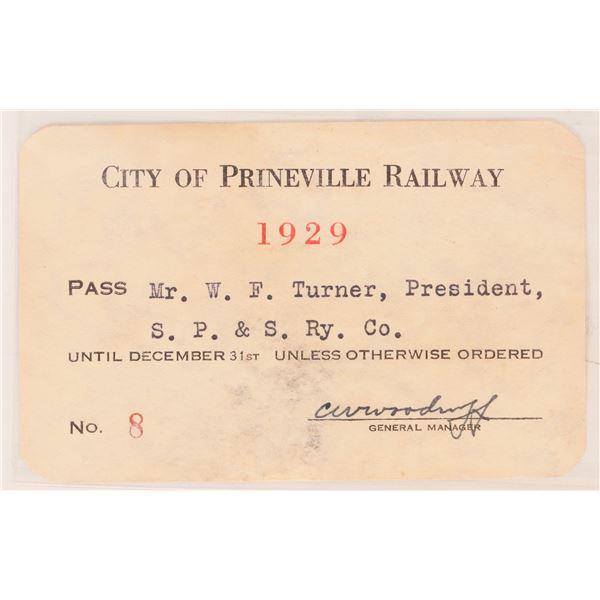 CITY OF PRINEVILLE RAILWAY
1929
PASS Mr. W. F. Turner, President,
S. P. & S. Ry. Co.
UNTIL DECEMBER 31ST UNLESS OTHERWISE ORDERED
No. 8
CWWoodruff
GENERAL MANAGER